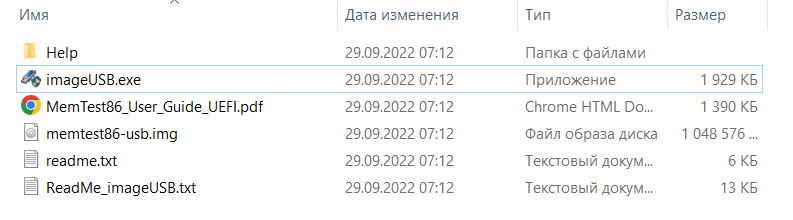 Имя Дата изменения Тип Размер
Help 29.09.2022 07:12 Папка с файлами
imageUSB.exe 29.09.2022 07:12 Приложение 1 929 КБ
MemTest86_User_Guide_UEFI.pdf 29.09.2022 07:12 Chrome HTML Do... 1 390 КБ
memtest86-usb.img 29.09.2022 07:12 Файл образа диска 1 048 576 ...
readme.txt 29.09.2022 07:12 Текстовый докум... 6 КБ
ReadMe_imageUSB.txt 29.09.2022 07:12 Текстовый докум... 13 КБ